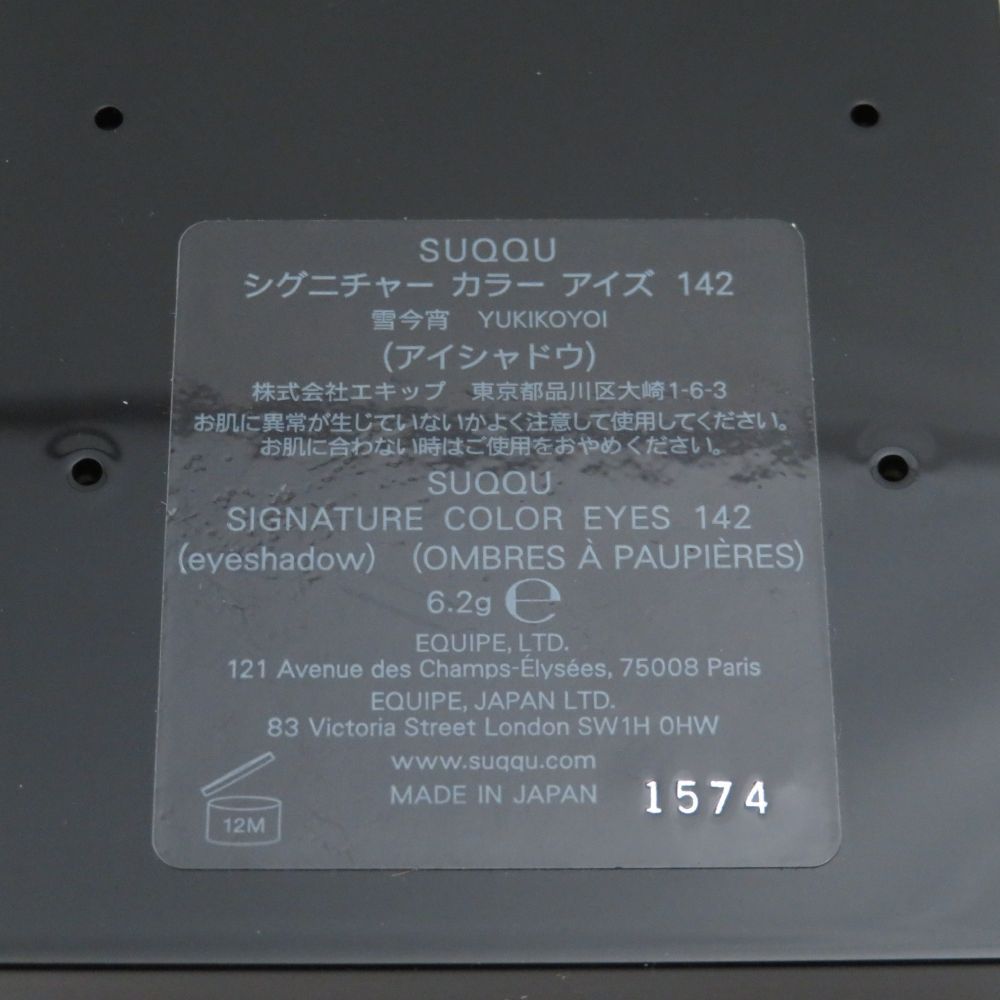 SUQQU
シグニチャー カラー アイズ 142
雪今宵 YUKIKOYOI
(アイシャドウ)
株式会社エキップ 東京都品川区大崎1-6-3
お肌に異常が生じていないかよく注意して使用してください。
お肌に合わない時はご使用をおやめください。
SUQQU
SIGNATURE COLOR EYES 142
(eyeshadow) (OMBRES À PAUPIÈRES)
6.2g ℮
EQUIPE, LTD.
121 Avenue des Champs-Élysées, 75008 Paris
EQUIPE, JAPAN LTD.
83 Victoria Street London SW1H 0HW
www.suqqu.com
MADE IN JAPAN 1574
12M